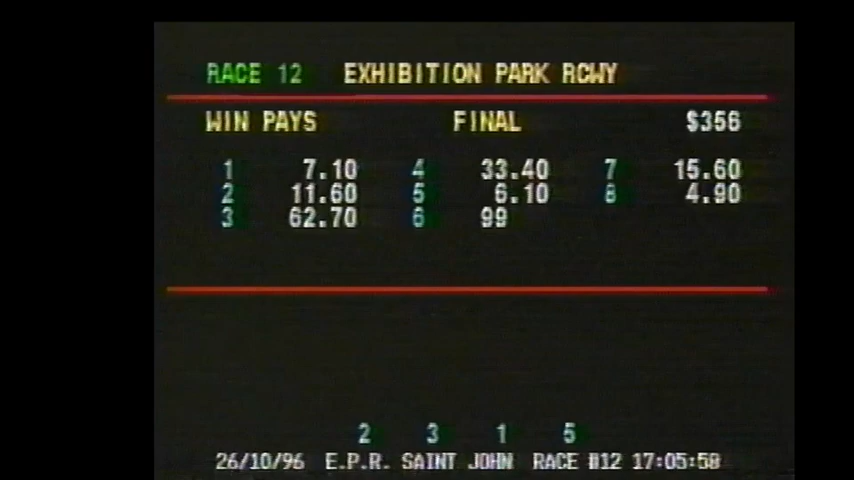 RACE 12 EXHIBITION PARK RCWY
WIN PAYS FINAL $356
1 7.10 4 33.40 7 15.60
2 11.60 5 6.10 8 4.90
3 62.70 6 99
2 3 1 5
26/10/96 E.P.R. SAINT JOHN RACE #12 17:05:58